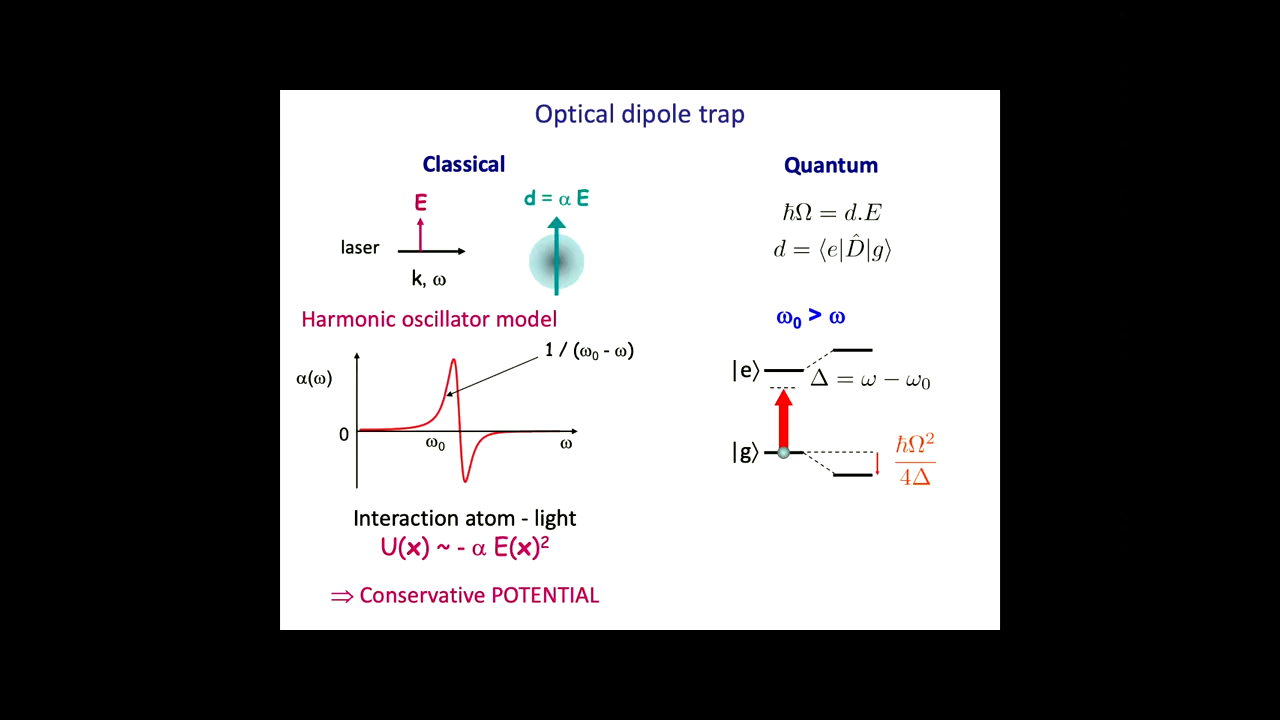 Optical dipole trap
Classical
E
d = α E
laser
k, ω
Harmonic oscillator model
1 / (ω₀ - ω)
α(ω)
0
ω₀
ω
Interaction atom - light
U(x) ~ - α E(x)²
⇒ Conservative POTENTIAL
Quantum
ħΩ = d.E
d = ⟨e|D̂|g⟩
ω₀ > ω
|e⟩
Δ = ω − ω₀
|g⟩
ħΩ²
4Δ